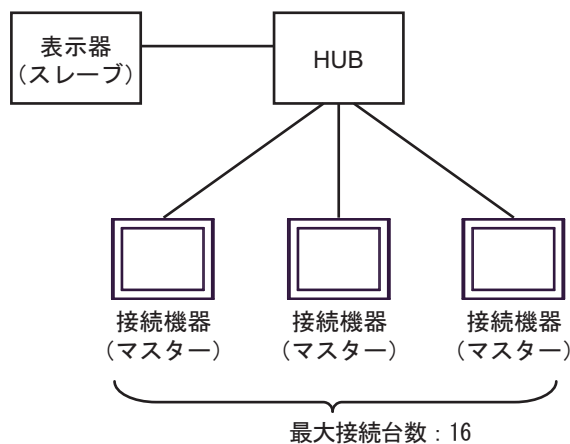 表示器
(スレーブ)
HUB
接続機器
(マスター)
接続機器
(マスター)
接続機器
(マスター)
最大接続台数：16